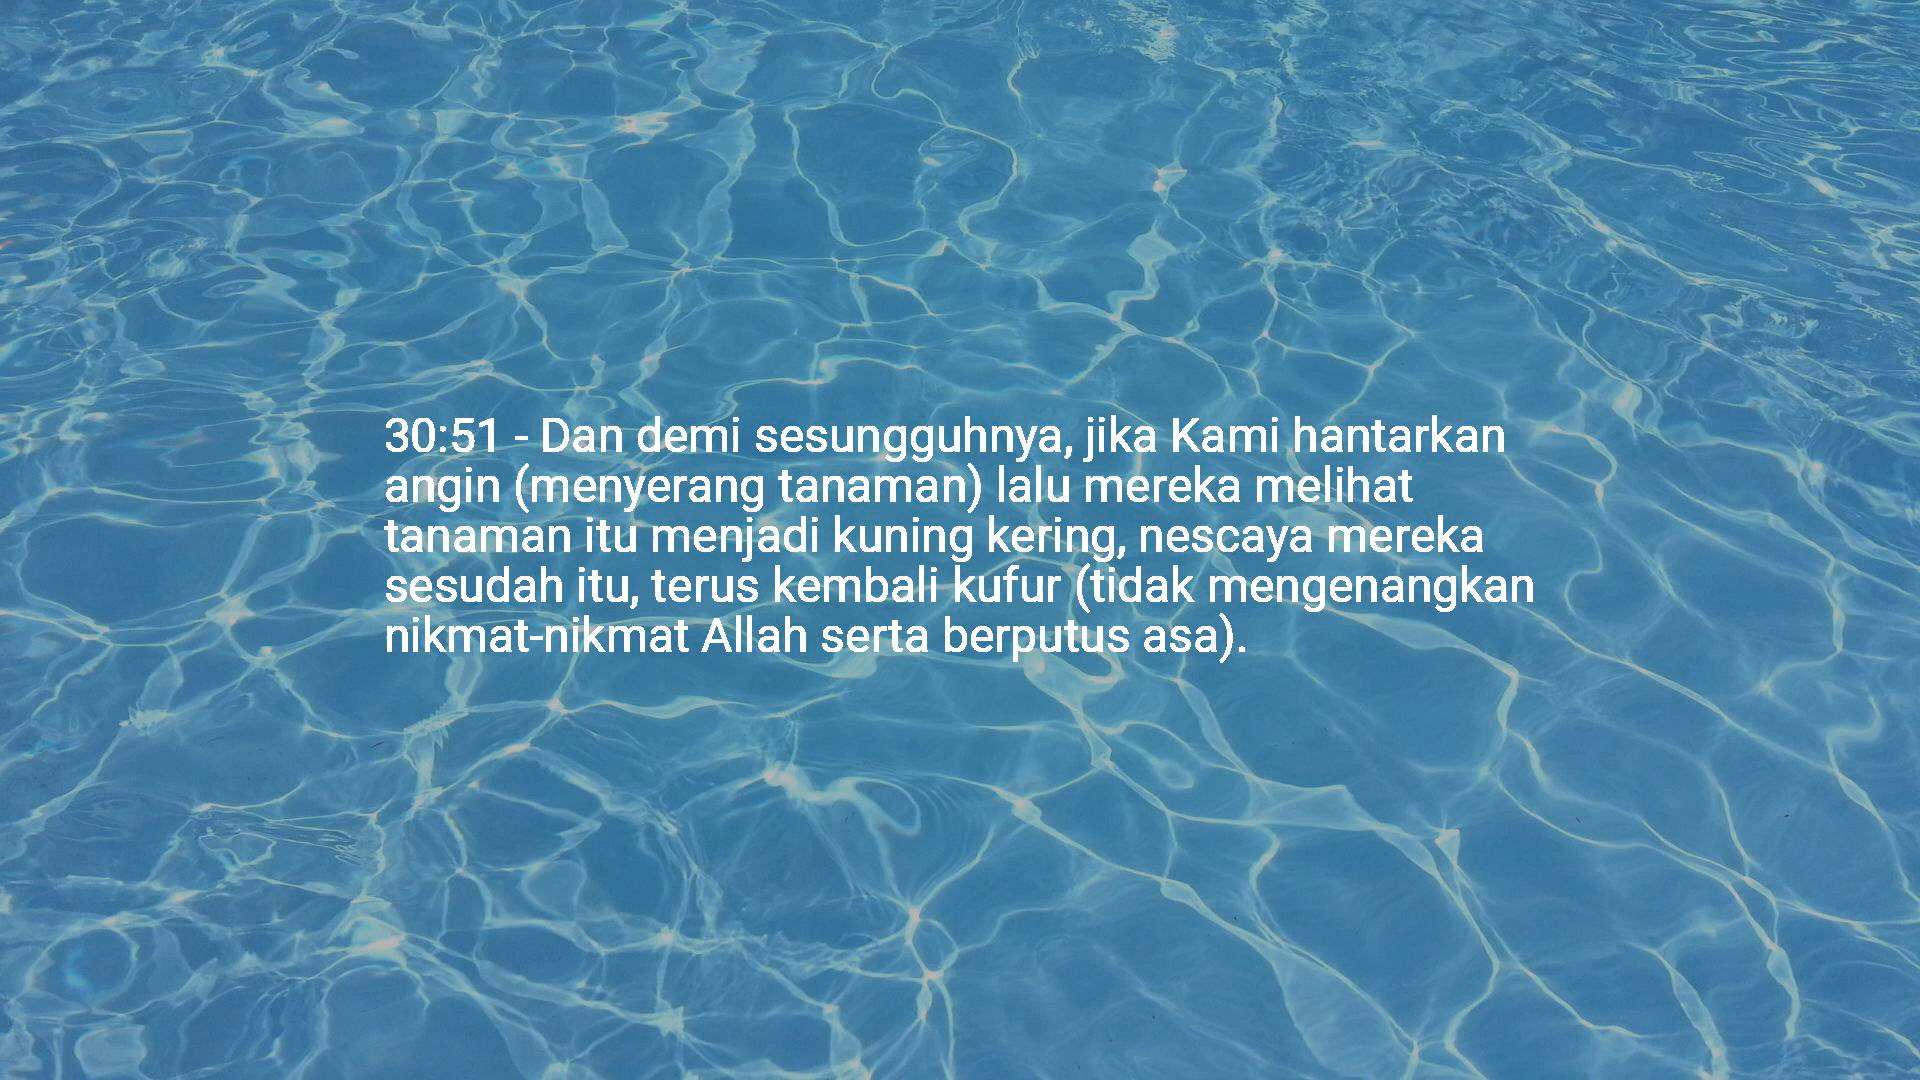 30:51 - Dan demi sesungguhnya, jika Kami hantarkan
angin (menyerang tanaman) lalu mereka melihat
tanaman itu menjadi kuning kering, nescaya mereka
sesudah itu, terus kembali kufur (tidak mengenangkan
nikmat-nikmat Allah serta berputus asa).